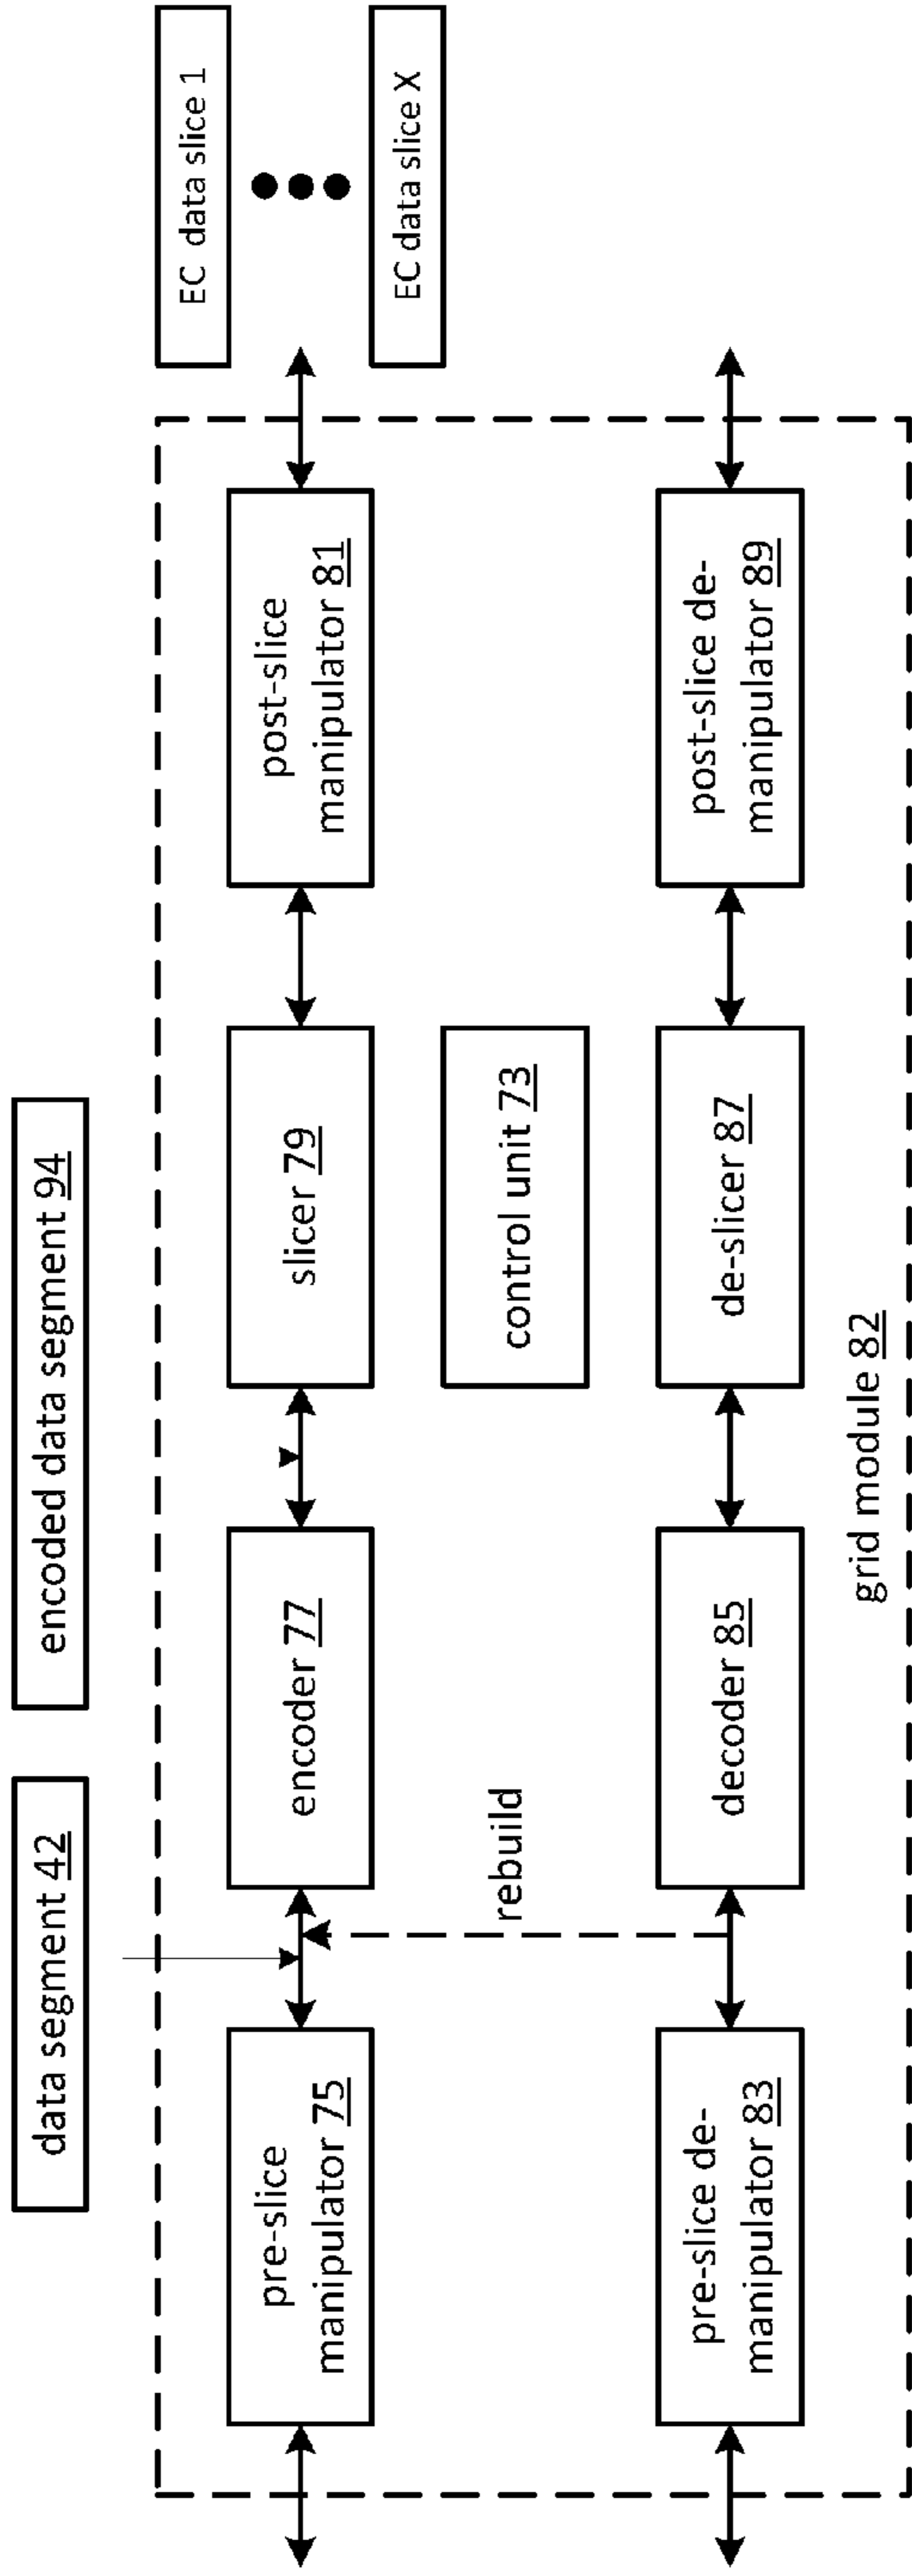 data segment 42
encoded data segment 94
EC data slice 1
EC data slice X
pre-slice
manipulator 75
encoder 77
slicer 79
post-slice
manipulator 81
rebuild
control unit 73
pre-slice de-
manipulator 83
decoder 85
de-slicer 87
post-slice de-
manipulator 89
grid module 82